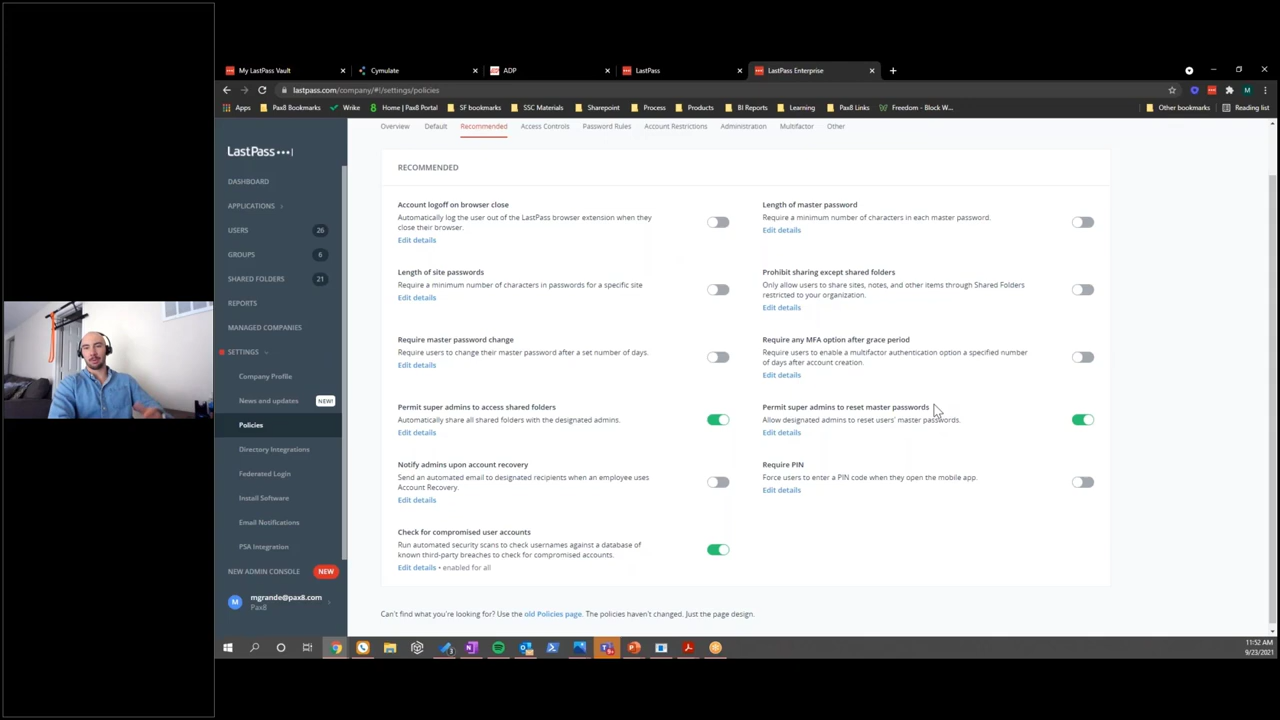 My LastPass Vault
Cymulate
ADP
LastPass
LastPass Enterprise
lastpass.com/company/#!/settings/policies
Apps
Pax8 Bookmarks
Wrike
Home | Pax8 Portal
SF bookmarks
SSC Materials
Sharepoint
Process
Products
BI Reports
Learning
Pax8 Links
Freedom - Block W...
Other bookmarks
Reading list
LastPass •••|
DASHBOARD
APPLICATIONS
USERS 26
GROUPS 6
SHARED FOLDERS 21
REPORTS
MANAGED COMPANIES
SETTINGS
Company Profile
News and updates NEW!
Policies
Directory Integrations
Federated Login
Install Software
Email Notifications
PSA Integration
NEW ADMIN CONSOLE NEW
M
mgrande@pax8.com
Pax8
Overview
Default
Recommended
Access Controls
Password Rules
Account Restrictions
Administration
Multifactor
Other
RECOMMENDED
Account logoff on browser close
Automatically log the user out of the LastPass browser extension when they
close their browser.
Edit details
Length of master password
Require a minimum number of characters in each master password.
Edit details
Length of site passwords
Require a minimum number of characters in passwords for a specific site
Edit details
Prohibit sharing except shared folders
Only allow users to share sites, notes, and other items through Shared Folders
restricted to your organization.
Edit details
Require master password change
Require users to change their master password after a set number of days.
Edit details
Require any MFA option after grace period
Require users to enable a multifactor authentication option a specified number
of days after account creation.
Edit details
Permit super admins to access shared folders
Automatically share all shared folders with the designated admins.
Edit details
Permit super admins to reset master passwords
Allow designated admins to reset users' master passwords.
Edit details
Notify admins upon account recovery
Send an automated email to designated recipients when an employee uses
Account Recovery.
Edit details
Require PIN
Force users to enter a PIN code when they open the mobile app.
Edit details
Check for compromised user accounts
Run automated security scans to check usernames against a database of
known third-party breaches to check for compromised accounts.
Edit details • enabled for all
Can't find what you're looking for? Use the old Policies page. The policies haven't changed. Just the page design.
11:52 AM
9/23/2021